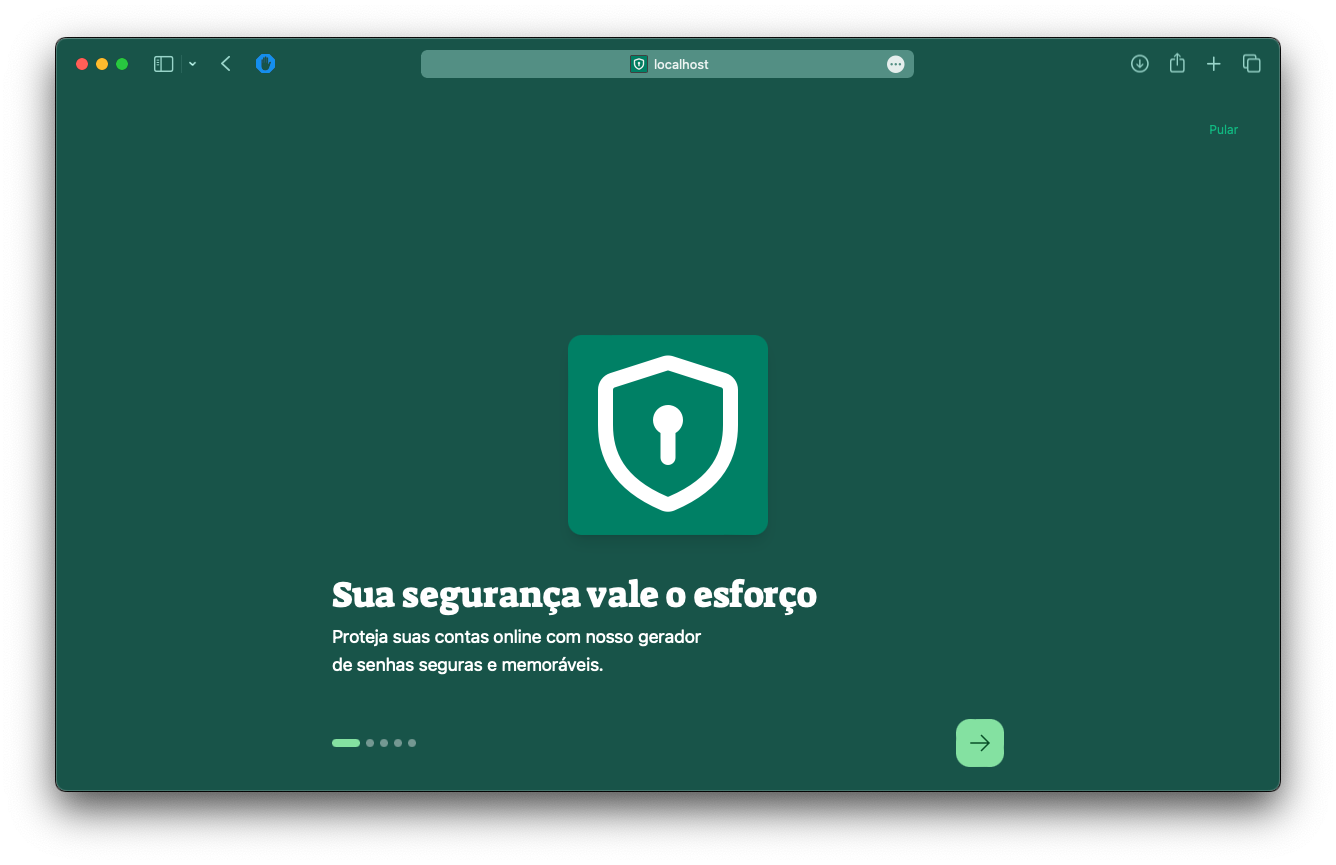 localhost
Pular
Sua segurança vale o esforço
Proteja suas contas online com nosso gerador
de senhas seguras e memoráveis.